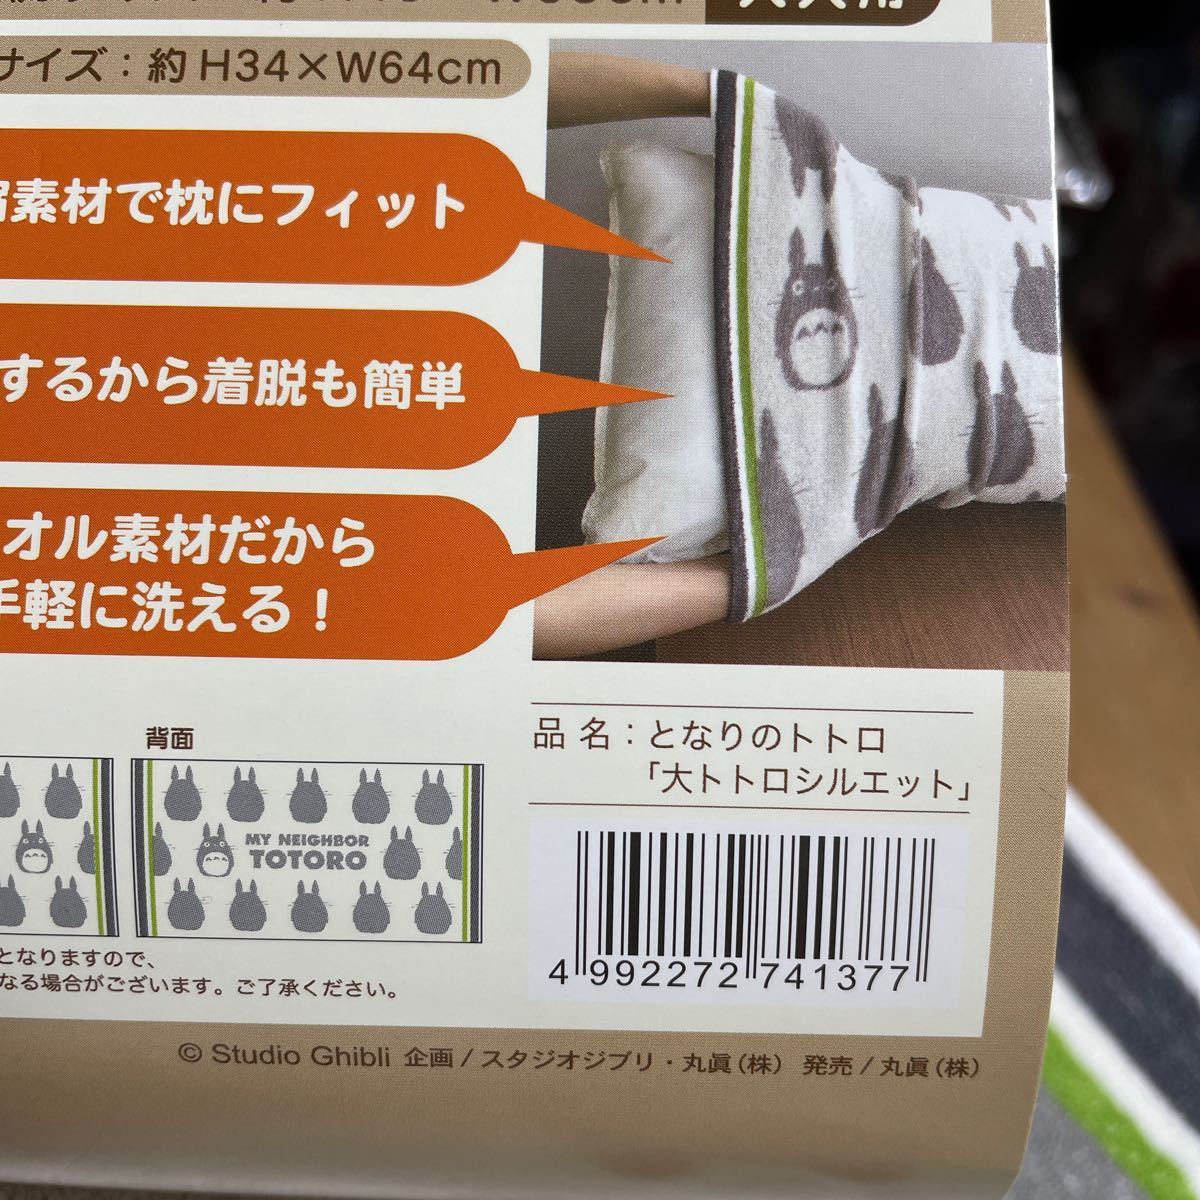 サイズ：約 H34×W64cm
素材で枕にフィット
するから着脱も簡単
オル素材だから
手軽に洗える！
品 名：となりのトトロ
「大トトロシルエット」
背面
MY NEIGHBOR
TOTORO
となりますので、
なる場合がございます。ご了承ください。
4 992272 741377
© Studio Ghibli 企画 / スタジオジブリ・丸眞（株） 発売 / 丸眞（株）